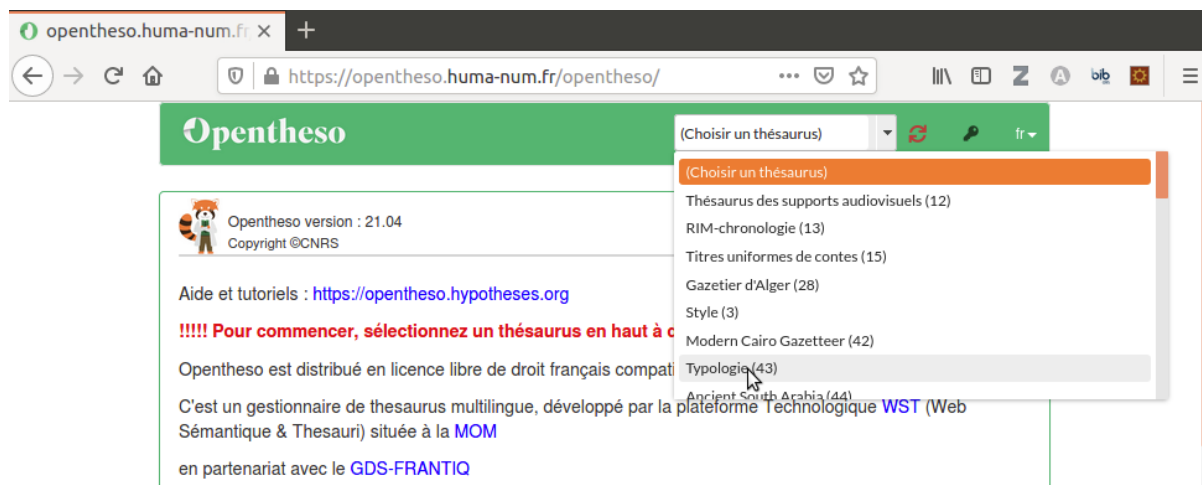 opentheso.huma-num.fr
https://opentheso.huma-num.fr/opentheso/
Opentheso
(Choisir un thésaurus)
fr
(Choisir un thésaurus)
Thésaurus des supports audiovisuels (12)
RIM-chronologie (13)
Titres uniformes de contes (15)
Gazetier d'Alger (28)
Style (3)
Modern Cairo Gazetteer (42)
Typologie (43)
Ancient South Arabia (44)
Opentheso version : 21.04
Copyright ©CNRS
Aide et tutoriels : https://opentheso.hypotheses.org
!!!!! Pour commencer, sélectionnez un thésaurus en haut à
Opentheso est distribué en licence libre de droit français compati
C'est un gestionnaire de thesaurus multilingue, développé par la plateforme Technologique WST (Web
Sémantique & Thesauri) située à la MOM
en partenariat avec le GDS-FRANTIQ